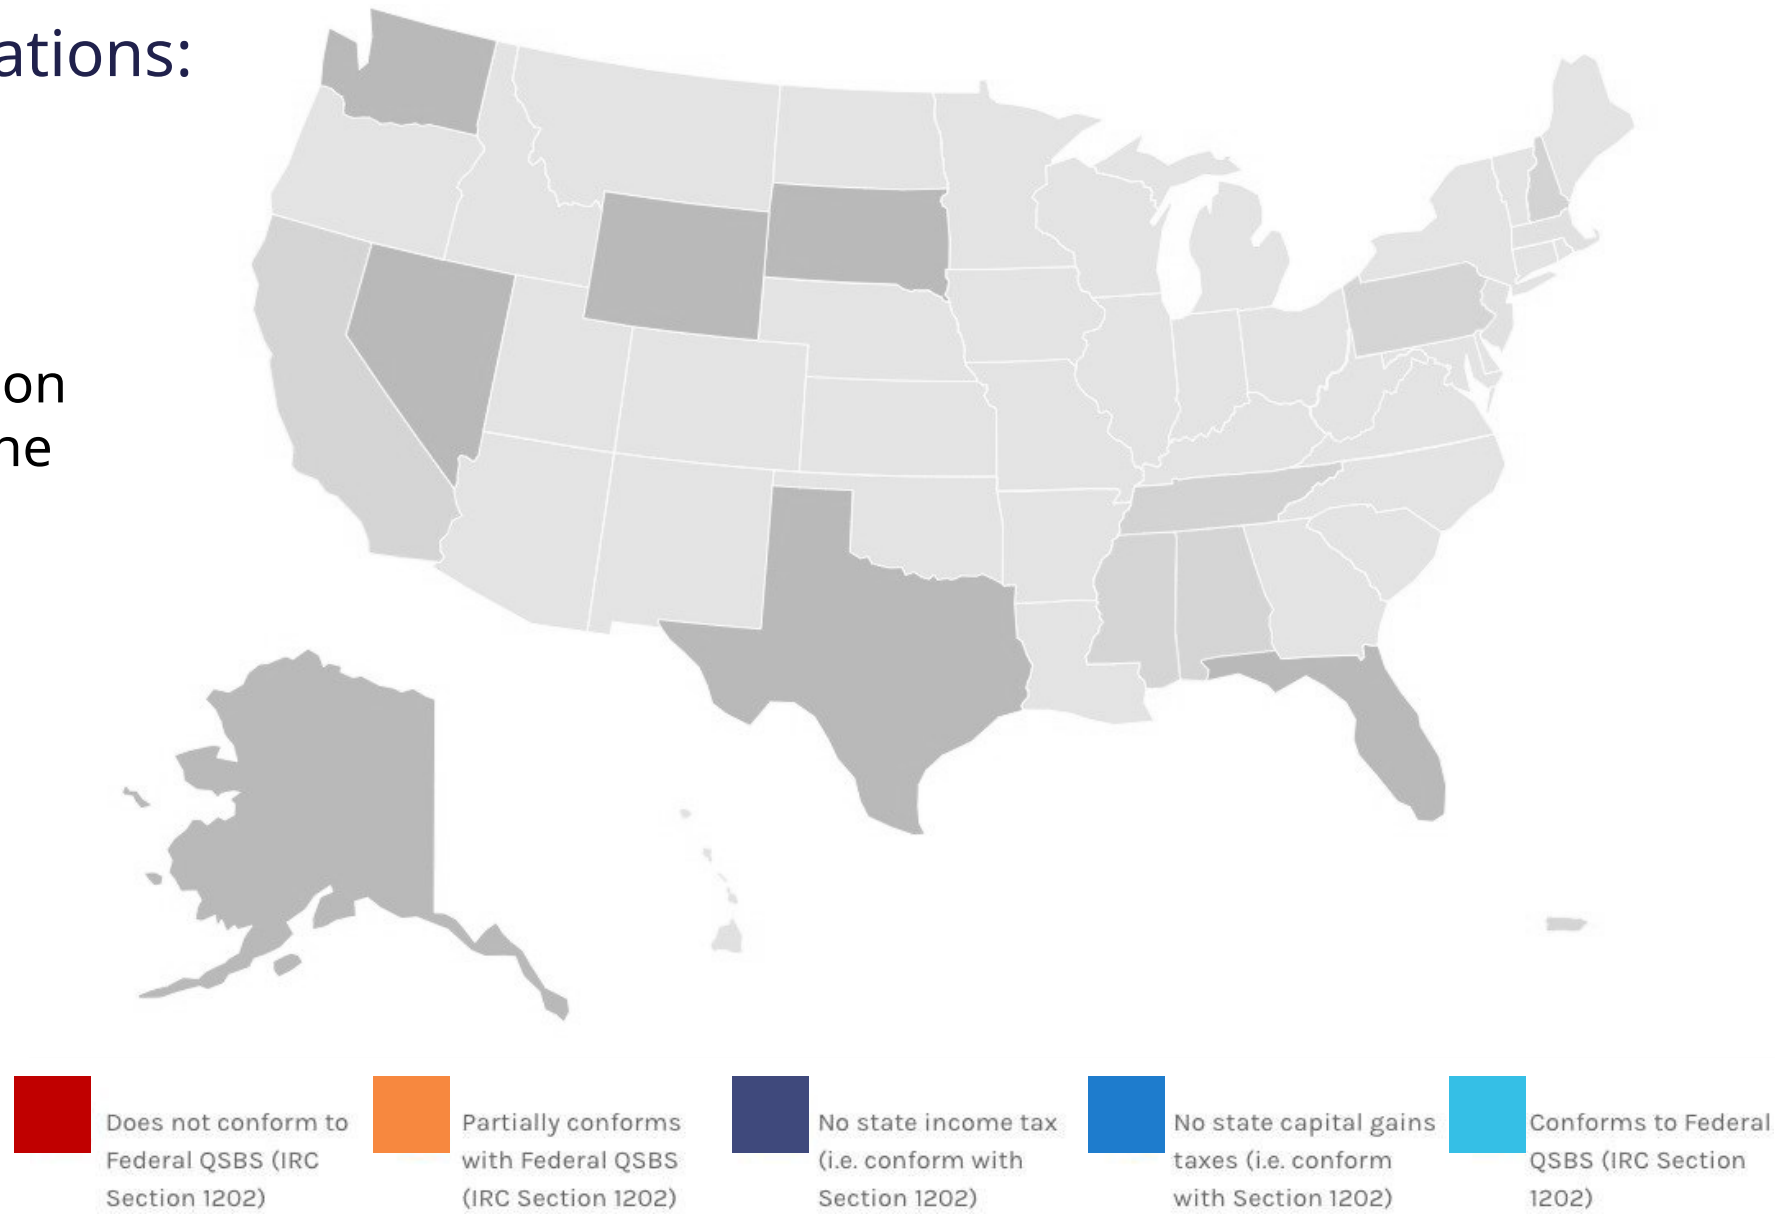 ations:
on
ne
Does not conform to
Federal QSBS (IRC
Section 1202)
Partially conforms
with Federal QSBS
(IRC Section 1202)
No state income tax
(i.e. conform with
Section 1202)
No state capital gains
taxes (i.e. conform
with Section 1202)
Conforms to Federal
QSBS (IRC Section
1202)